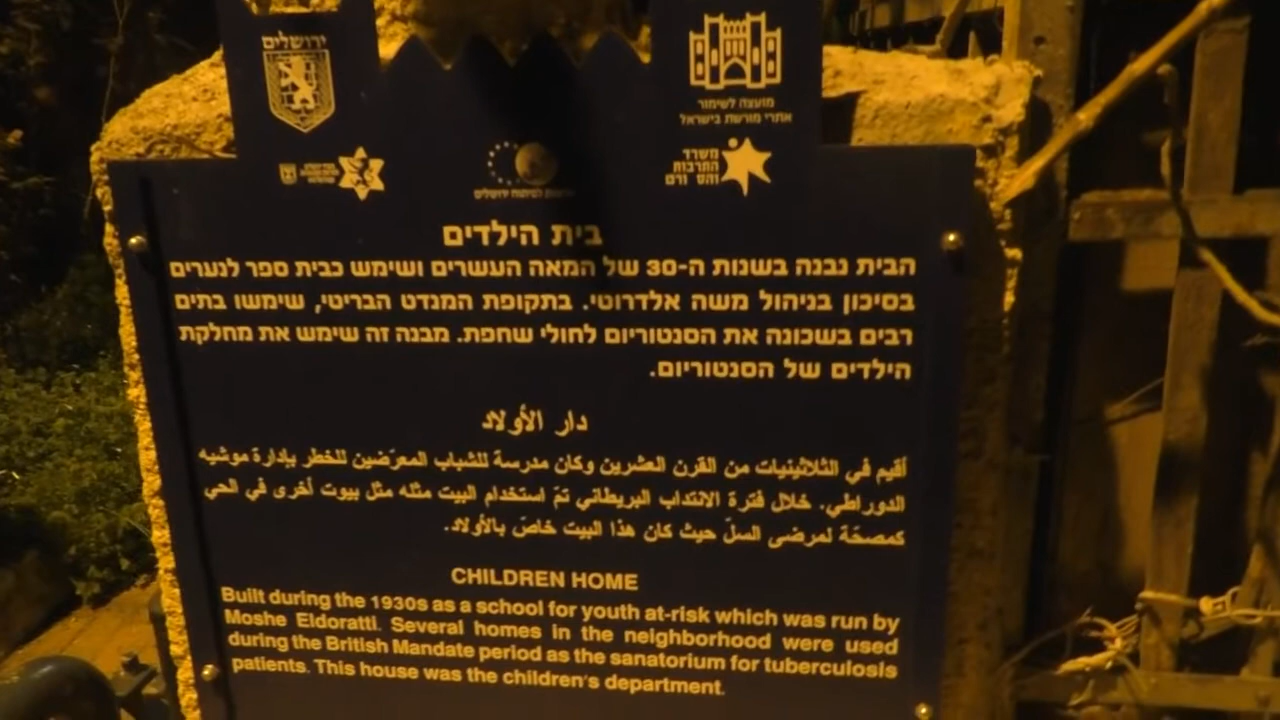 ירושלים
מועצה לשימור
אתרי מורשת בישראל
משרד
התרבות
והספורט
לפיתוח ירושלים
בית הילדים
הבית נבנה בשנות ה-30 של המאה העשרים ושימש כבית ספר לנערים
בסיכון בניהול משה אלדרוטי. בתקופת המנדט הבריטי, שימשו בתים
רבים בשכונה את הסנטוריום לחולי שחפת. מבנה זה שימש את מחלקת
הילדים של הסנטוריום.
دار الأولاد
أقيم في الثلاثينيات من القرن العشرين وكان مدرسة للشباب المعرّضين للخطر بإدارة موشيه
الدوراطي. خلال فترة الانتداب البريطاني تمّ استخدام البيت مثله مثل بيوت أخرى في الحي
كمصحّة لمرضى السلّ حيث كان هذا البيت خاصّ بالأولاد.
CHILDREN HOME
Built during the 1930s as a school for youth at-risk which was run by
Moshe Eldoratti. Several homes in the neighborhood were used
during the British Mandate period as the sanatorium for tuberculosis
patients. This house was the children's department.